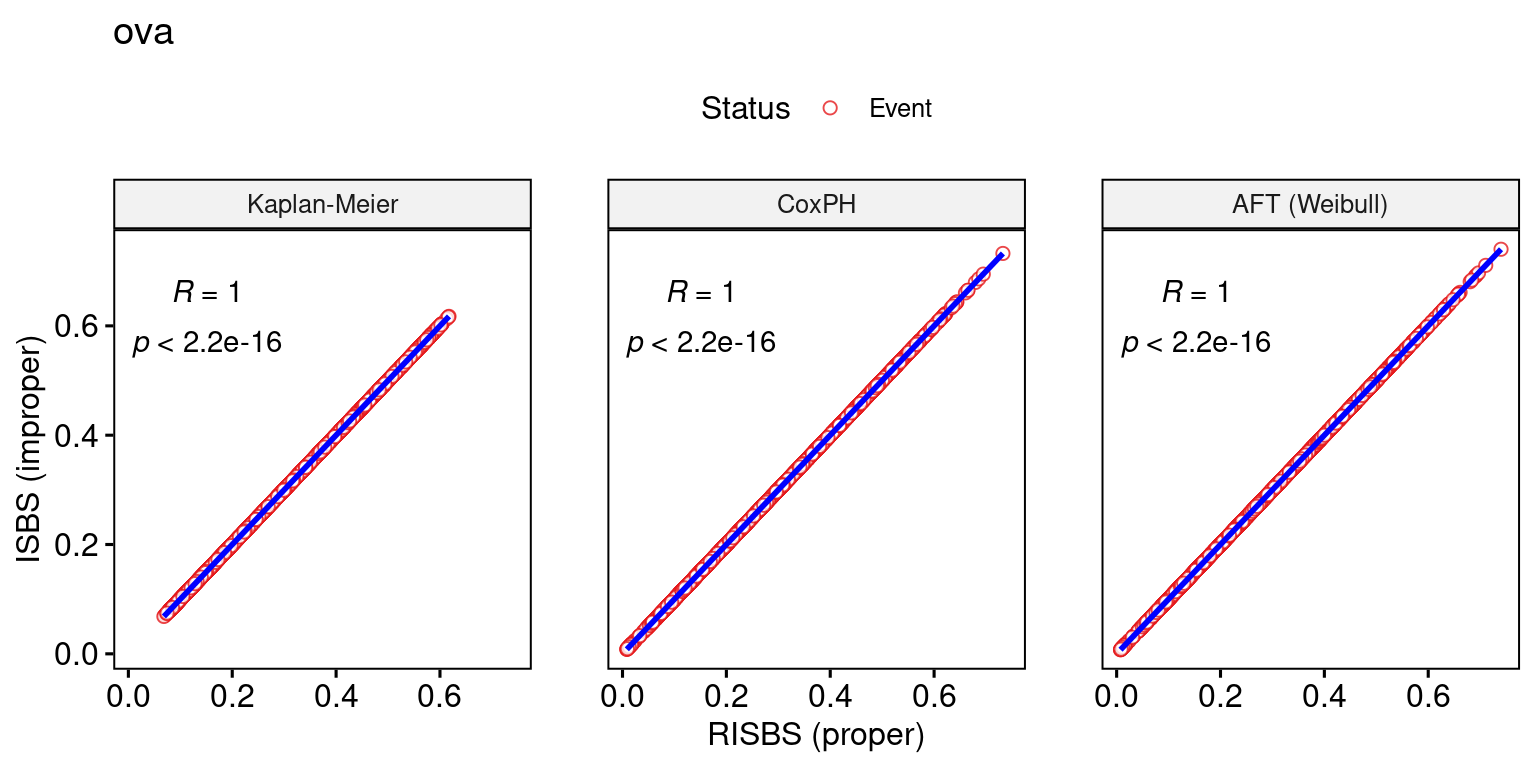 ova
Status Event
Kaplan-Meier CoxPH AFT (Weibull)
R = 1 R = 1 R = 1
p < 2.2e-16 p < 2.2e-16 p < 2.2e-16
ISBS (improper)
0.6
0.4
0.2
0.0
0.0 0.2 0.4 0.6 0.0 0.2 0.4 0.6 0.0 0.2 0.4 0.6
RISBS (proper)